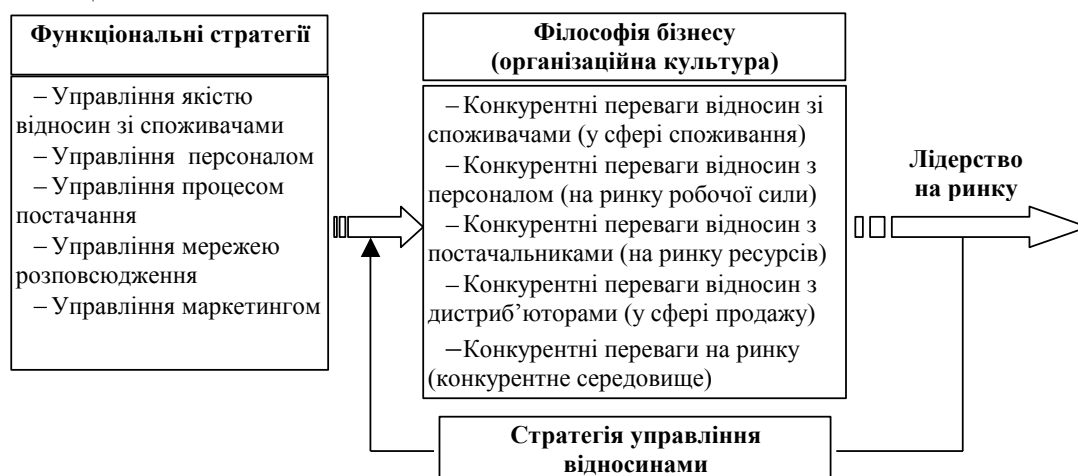 Функціональні стратегії
– Управління якістю
відносин зі споживачами
– Управління персоналом
– Управління процесом
постачання
– Управління мережею
розповсюдження
– Управління маркетингом
Філософія бізнесу
(організаційна культура)
– Конкурентні переваги відносин зі
споживачами (у сфері споживання)
– Конкурентні переваги відносин з
персоналом (на ринку робочої сили)
– Конкурентні переваги відносин з
постачальниками (на ринку ресурсів)
– Конкурентні переваги відносин з
дистриб’юторами (у сфері продажу)
– Конкурентні переваги на ринку
(конкурентне середовище)
Лідерство
на ринку
Стратегія управління
відносинами